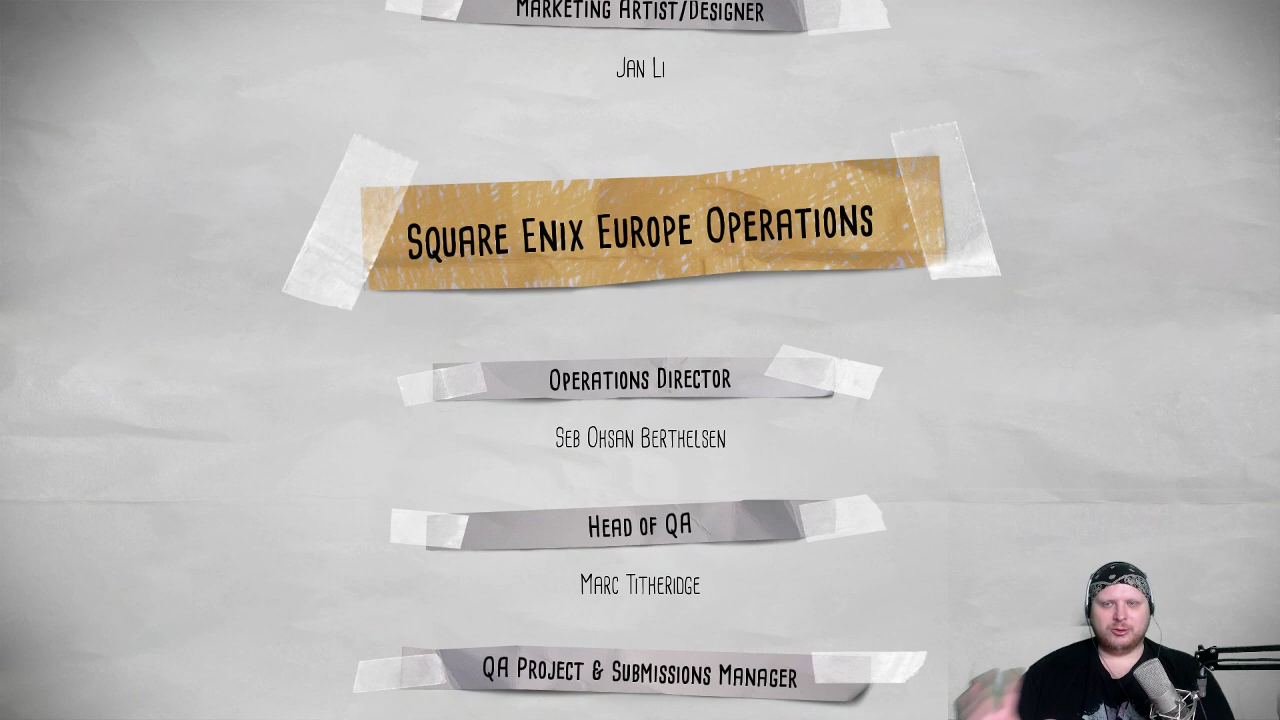 Marketing Artist/Designer
Jan Li
Square Enix Europe Operations
Operations Director
Seb Ohsan Berthelsen
Head of QA
Marc Titheridge
QA Project & Submissions Manager